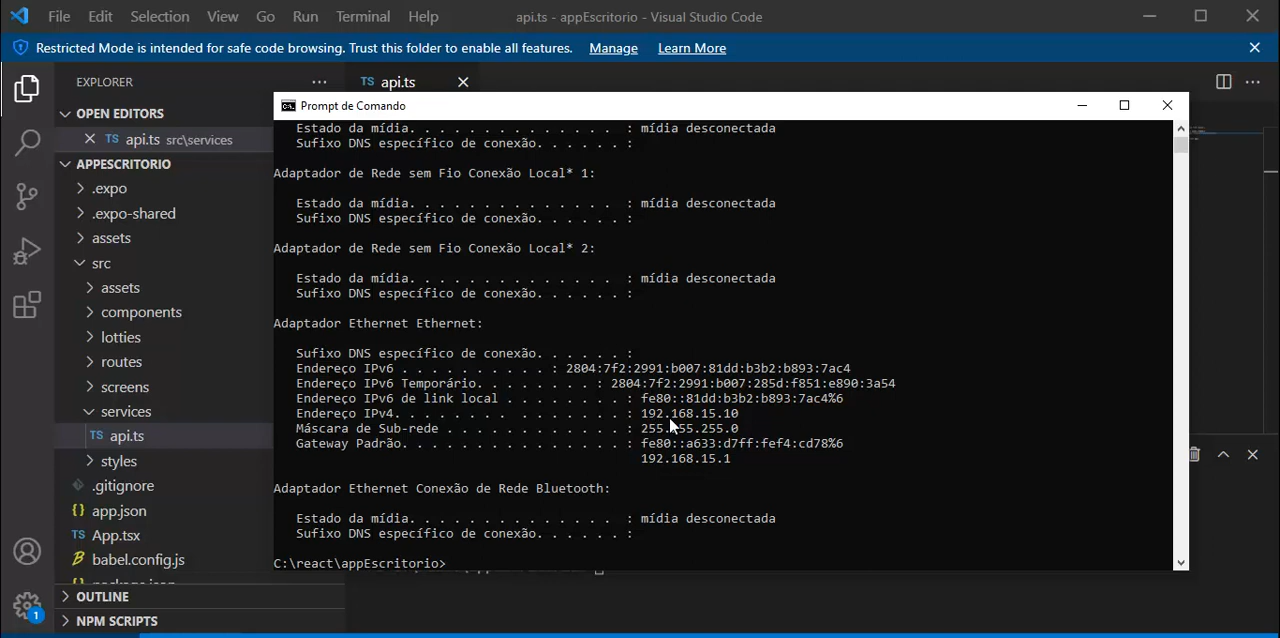 File Edit Selection View Go Run Terminal Help api.ts - appEscritorio - Visual Studio Code
Restricted Mode is intended for safe code browsing. Trust this folder to enable all features. Manage Learn More
EXPLORER
TS api.ts
OPEN EDITORS
TS api.ts src\services
APPESCRITORIO
.expo
.expo-shared
assets
src
assets
components
lotties
routes
screens
services
TS api.ts
styles
.gitignore
{} app.json
TS App.tsx
B babel.config.js
OUTLINE
NPM SCRIPTS
1
Prompt de Comando
Estado da mídia. . . . . . . . . . . . . . : mídia desconectada
Sufixo DNS específico de conexão. . . . . . :
Adaptador de Rede sem Fio Conexão Local* 1:
Estado da mídia. . . . . . . . . . . . . . : mídia desconectada
Sufixo DNS específico de conexão. . . . . . :
Adaptador de Rede sem Fio Conexão Local* 2:
Estado da mídia. . . . . . . . . . . . . . : mídia desconectada
Sufixo DNS específico de conexão. . . . . . :
Adaptador Ethernet Ethernet:
Sufixo DNS específico de conexão. . . . . . :
Endereço IPv6 . . . . . . . . . . : 2804:7f2:2991:b007:81dd:b3b2:b893:7ac4
Endereço IPv6 Temporário. . . . . . . . : 2804:7f2:2991:b007:285d:f851:e890:3a54
Endereço IPv6 de link local . . . . . . . . : fe80::81dd:b3b2:b893:7ac4%6
Endereço IPv4. . . . . . . . . . . . . . . : 192.168.15.10
Máscara de Sub-rede . . . . . . . . . . . . : 255.255.255.0
Gateway Padrão. . . . . . . . . . . . . . . : fe80::a633:d7ff:fef4:cd78%6
192.168.15.1
Adaptador Ethernet Conexão de Rede Bluetooth:
Estado da mídia. . . . . . . . . . . . . . : mídia desconectada
Sufixo DNS específico de conexão. . . . . . :
C:\react\appEscritorio>